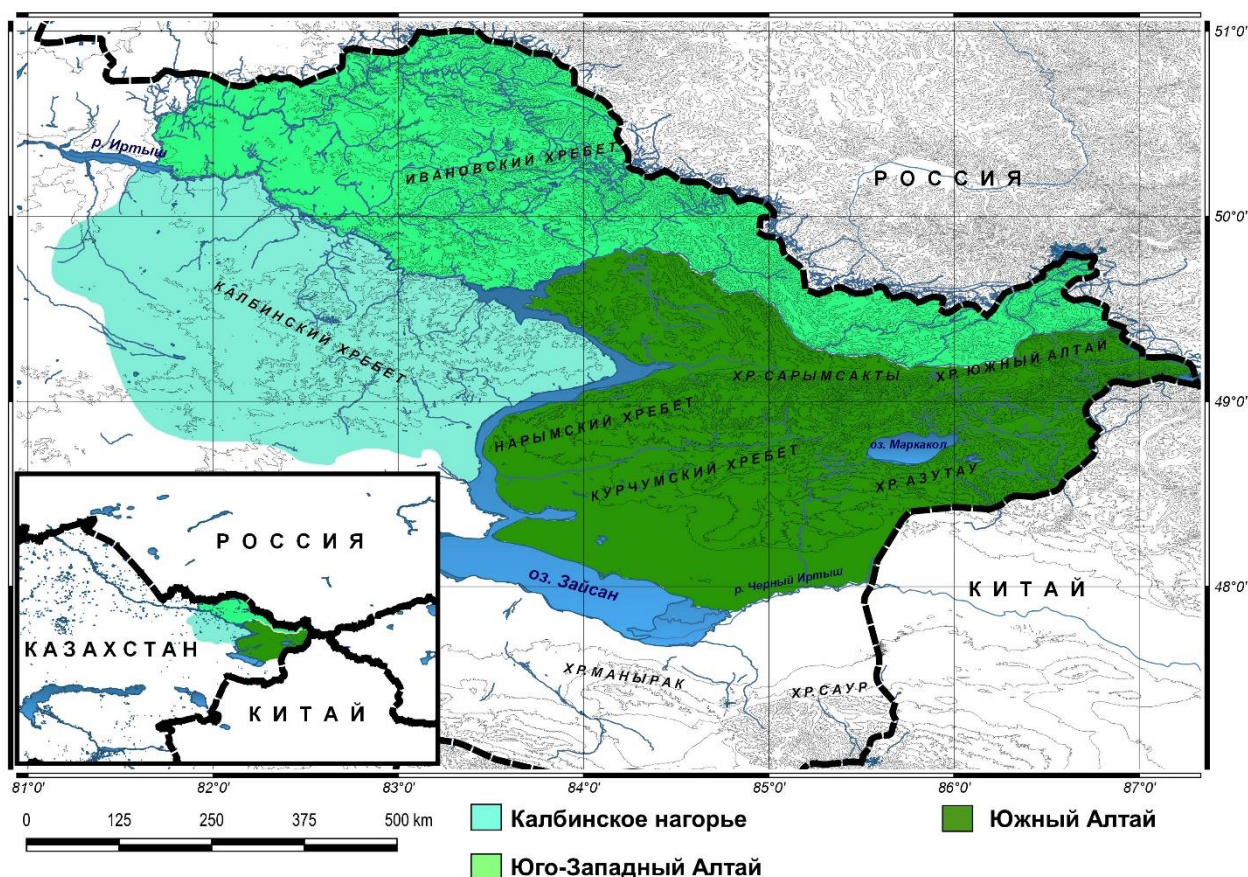 51°0'
р. Иртыш
ИВАНОВСКИЙ ХРЕБЕТ
РОССИЯ
50°0'
КАЛБИНСКИЙ ХРЕБЕТ
ХР. САРЫМСАКТЫ
ХР. ЮЖНЫЙ АЛТАЙ
49°0'
НАРЫМСКИЙ ХРЕБЕТ
оз. Маркакол
КУРЧУМСКИЙ ХРЕБЕТ
ХР. АЗУТАУ
РОССИЯ
оз. Зайсан
р. Черный Иртыш
КИТАЙ
48°0'
КАЗАХСТАН
ХР.МАНЫРАК
ХР.САУР
КИТАЙ
81°0' 82°0' 83°0' 84°0' 85°0' 86°0' 87°0'
0 125 250 375 500 km
Калбинское нагорье
Южный Алтай
Юго-Западный Алтай